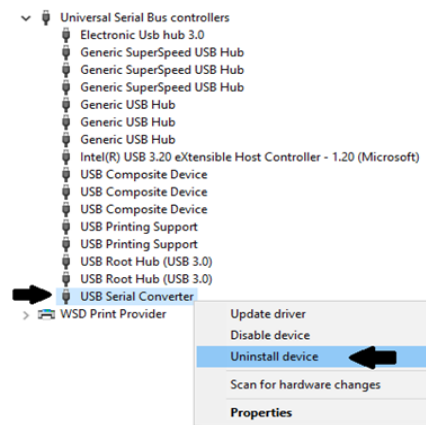 Universal Serial Bus controllers
Electronic Usb hub 3.0
Generic SuperSpeed USB Hub
Generic SuperSpeed USB Hub
Generic SuperSpeed USB Hub
Generic USB Hub
Generic USB Hub
Generic USB Hub
Intel(R) USB 3.20 eXtensible Host Controller - 1.20 (Microsoft)
USB Composite Device
USB Composite Device
USB Composite Device
USB Printing Support
USB Printing Support
USB Root Hub (USB 3.0)
USB Root Hub (USB 3.0)
USB Serial Converter
WSD Print Provider
Update driver
Disable device
Uninstall device
Scan for hardware changes
Properties